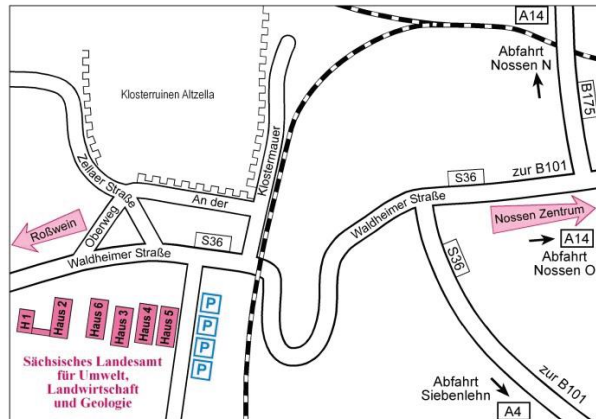 A14
Abfahrt
Nossen N
B175
Klosterruinen Altzella
Klostermauer
An der
Zellaer Straße
Oberweg
Roßwein
S36
zur B101
Waldheimer Straße
Nossen Zentrum
A14
Abfahrt
Nossen O
S36
Waldheimer Straße
S36
H 1
Haus 2
Haus 6
Haus 3
Haus 4
Haus 5
P
P
P
P
Sächsisches Landesamt
für Umwelt,
Landwirtschaft
und Geologie
zur B101
Abfahrt
Siebenlehn
A4